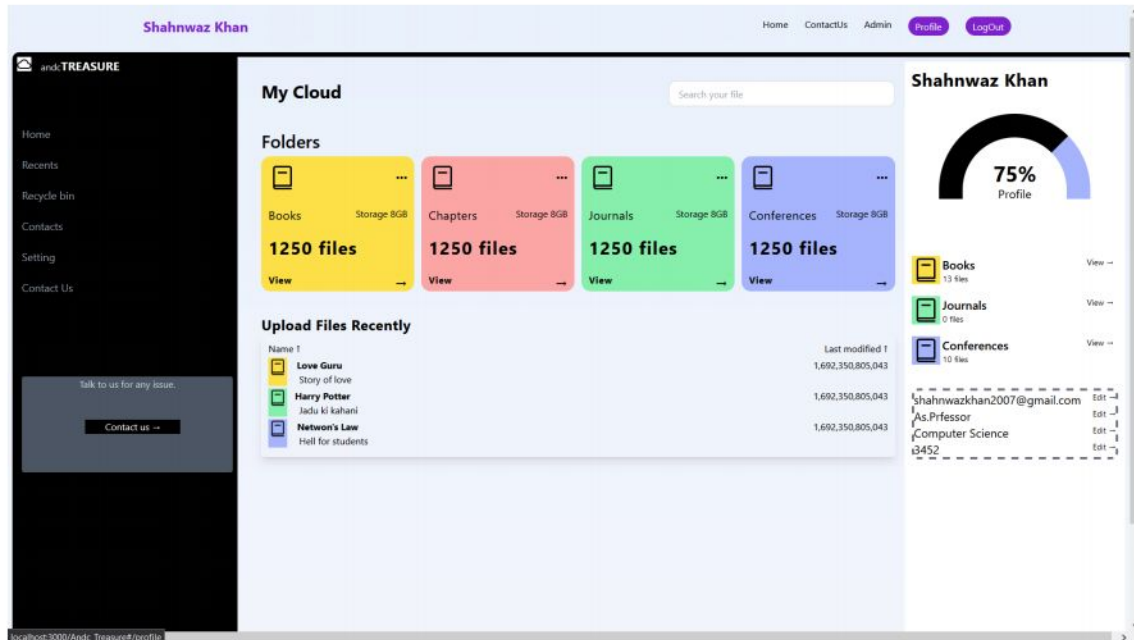 Shahnwaz Khan
Home ContactUs Admin Profile LogOut
andcTREASURE
Home
Recents
Recycle bin
Contacts
Setting
Contact Us
Talk to us for any issue.
Contact us →
My Cloud
Search your file
Folders
...
Books Storage 8GB
1250 files
View →
...
Chapters Storage 8GB
1250 files
View →
...
Journals Storage 8GB
1250 files
View →
...
Conferences Storage 8GB
1250 files
View →
Upload Files Recently
Name ↑ Last modified ↑
Love Guru 1,692,350,805,043
Story of love
Harry Potter 1,692,350,805,043
Jadu ki kahani
Netwon's Law 1,692,350,805,043
Hell for students
Shahnwaz Khan
75%
Profile
Books View →
13 files
Journals View →
0 files
Conferences View →
10 files
shahnwazkhan2007@gmail.com Edit →
As.Prfessor Edit →
Computer Science Edit →
3452 Edit →
localhost:3000/Andc_Treasure#/profile